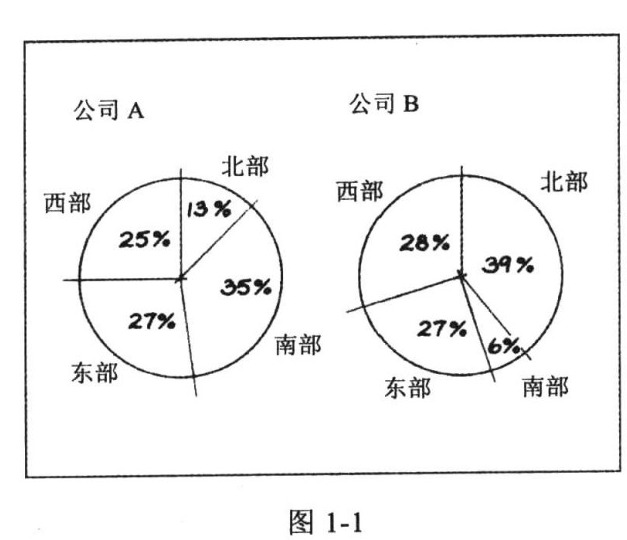 公司 A
公司 B
北部
13%
西部
25%
35%
27%
南部
东部
北部
西部
28%
39%
27%
6%
东部
南部
图 1-1